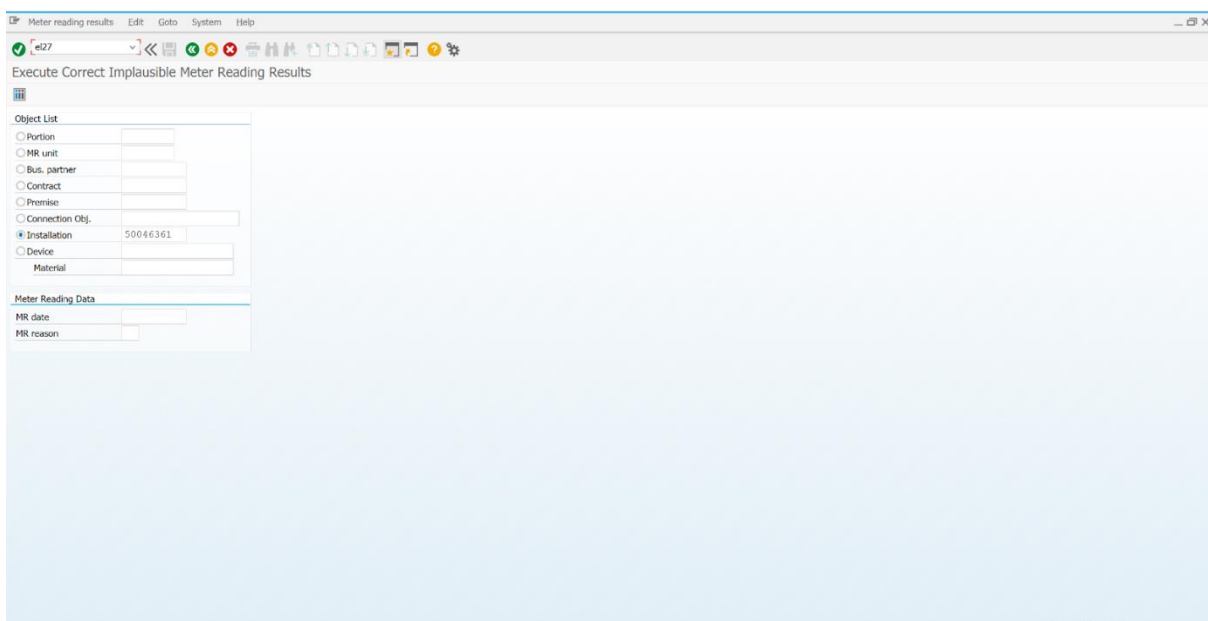 Meter reading results Edit Goto System Help
el27
Execute Correct Implausible Meter Reading Results
Object List
Portion
MR unit
Bus. partner
Contract
Premise
Connection Obj.
Installation 50046361
Device
Material
Meter Reading Data
MR date
MR reason